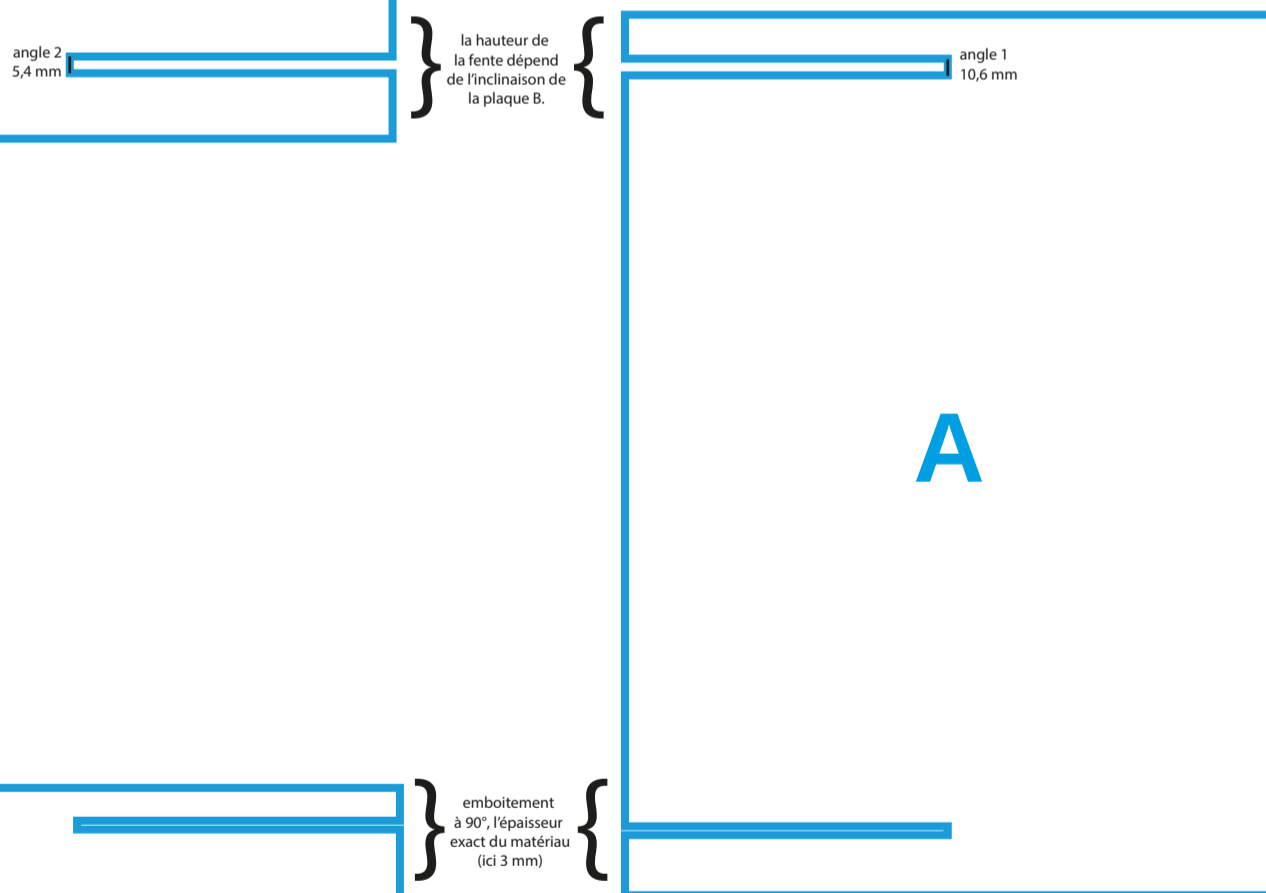 angle 2
5,4 mm
la hauteur de
la fente dépend
de l’inclinaison de
la plaque B.
angle 1
10,6 mm
A
emboitement
à 90°, l’épaisseur
exact du matériau
(ici 3 mm)